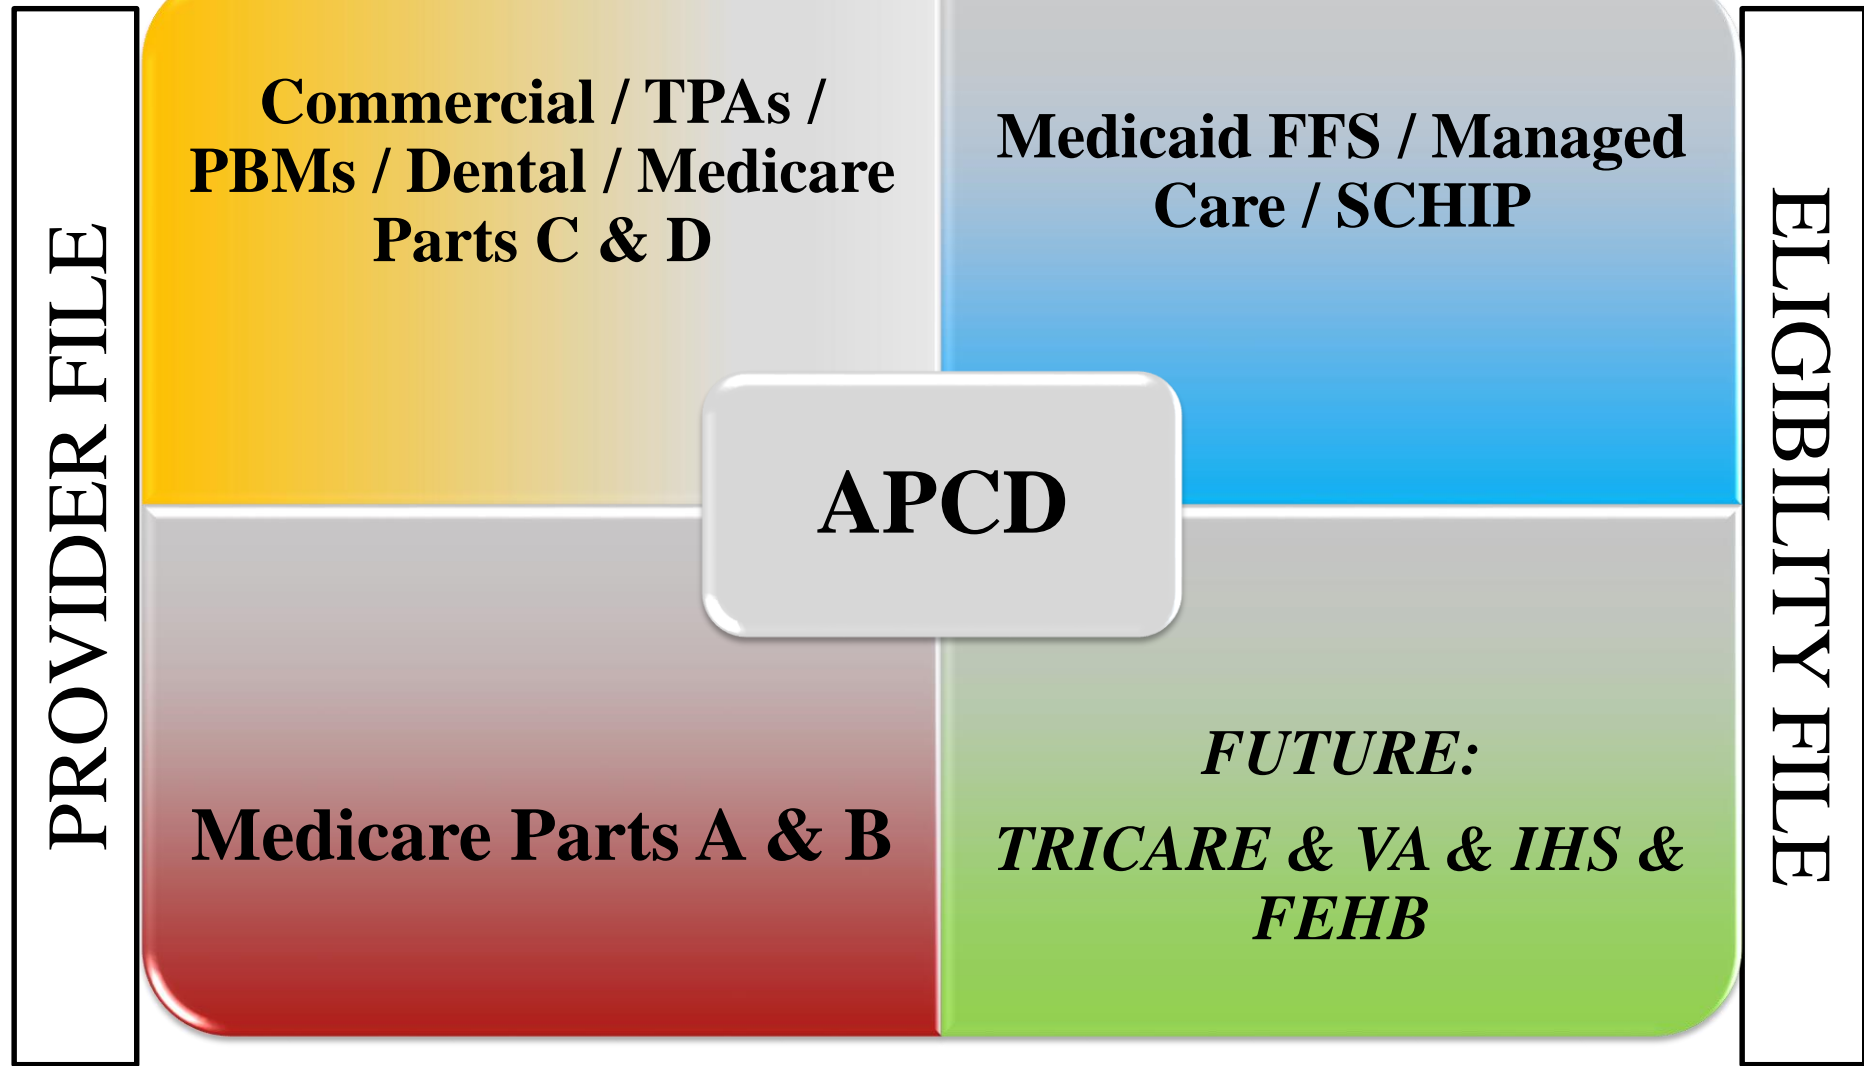 PROVIDER FILE
Commercial / TPAs /
PBMs / Dental / Medicare
Parts C & D
Medicaid FFS / Managed
Care / SCHIP
APCD
Medicare Parts A & B
FUTURE:
TRICARE & VA & IHS &
FEHB
ELIGIBILITY FILE